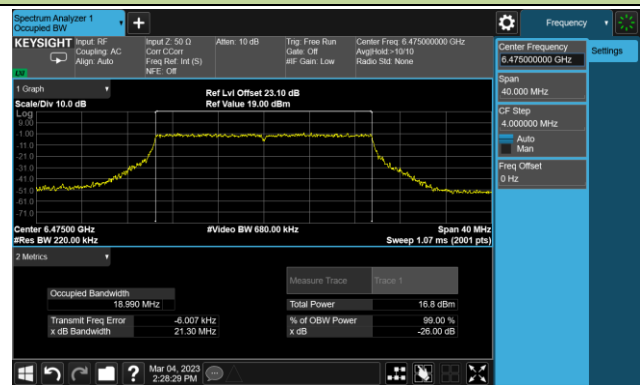 Spectrum Analyzer 1
Occupied BW
KEYSIGHT
Input: RF
Coupling: AC
Align: Auto
Input Z: 50 Ω
Corr CCorr
Freq Ref: Int (S)
NFE: Off
Atten: 10 dB
Trig: Free Run
Gate: Off
#IF Gain: Low
Center Freq: 6.475000000 GHz
Avg|Hold:>10/10
Radio Std: None
1 Graph
Scale/Div 10.0 dB
Ref Lvl Offset 23.10 dB
Ref Value 19.00 dBm
Log
9.00
-1.00
-11.0
-21.0
-31.0
-41.0
-51.0
-61.0
-71.0
Center 6.47500 GHz
#Res BW 220.00 kHz
#Video BW 680.00 kHz
Span 40 MHz
Sweep 1.07 ms (2001 pts)
2 Metrics
Measure Trace
Trace 1
Occupied Bandwidth
18.990 MHz
Total Power
16.8 dBm
Transmit Freq Error
-6.007 kHz
% of OBW Power
99.00 %
x dB Bandwidth
21.30 MHz
x dB
-26.00 dB
Mar 04, 2023
2:28:29 PM
Frequency
Settings
Center Frequency
6.475000000 GHz
Span
40.000 MHz
CF Step
4.000000 MHz
Auto
Man
Freq Offset
0 Hz